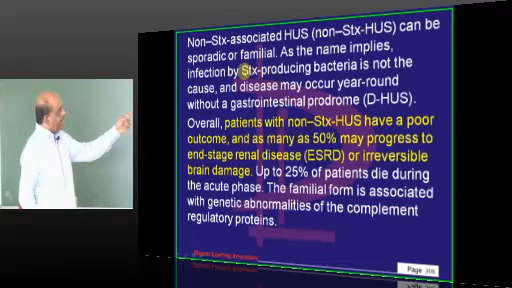 Non–Stx-associated HUS (non–Stx-HUS) can be
sporadic or familial. As the name implies,
infection by Stx-producing bacteria is not the
cause, and disease may occur year-round
without a gastrointestinal prodrome (D-HUS).
Overall, patients with non–Stx-HUS have a poor
outcome, and as many as 50% may progress to
end-stage renal disease (ESRD) or irreversible
brain damage. Up to 25% of patients die during
the acute phase. The familial form is associated
with genetic abnormalities of the complement
regulatory proteins.
Page